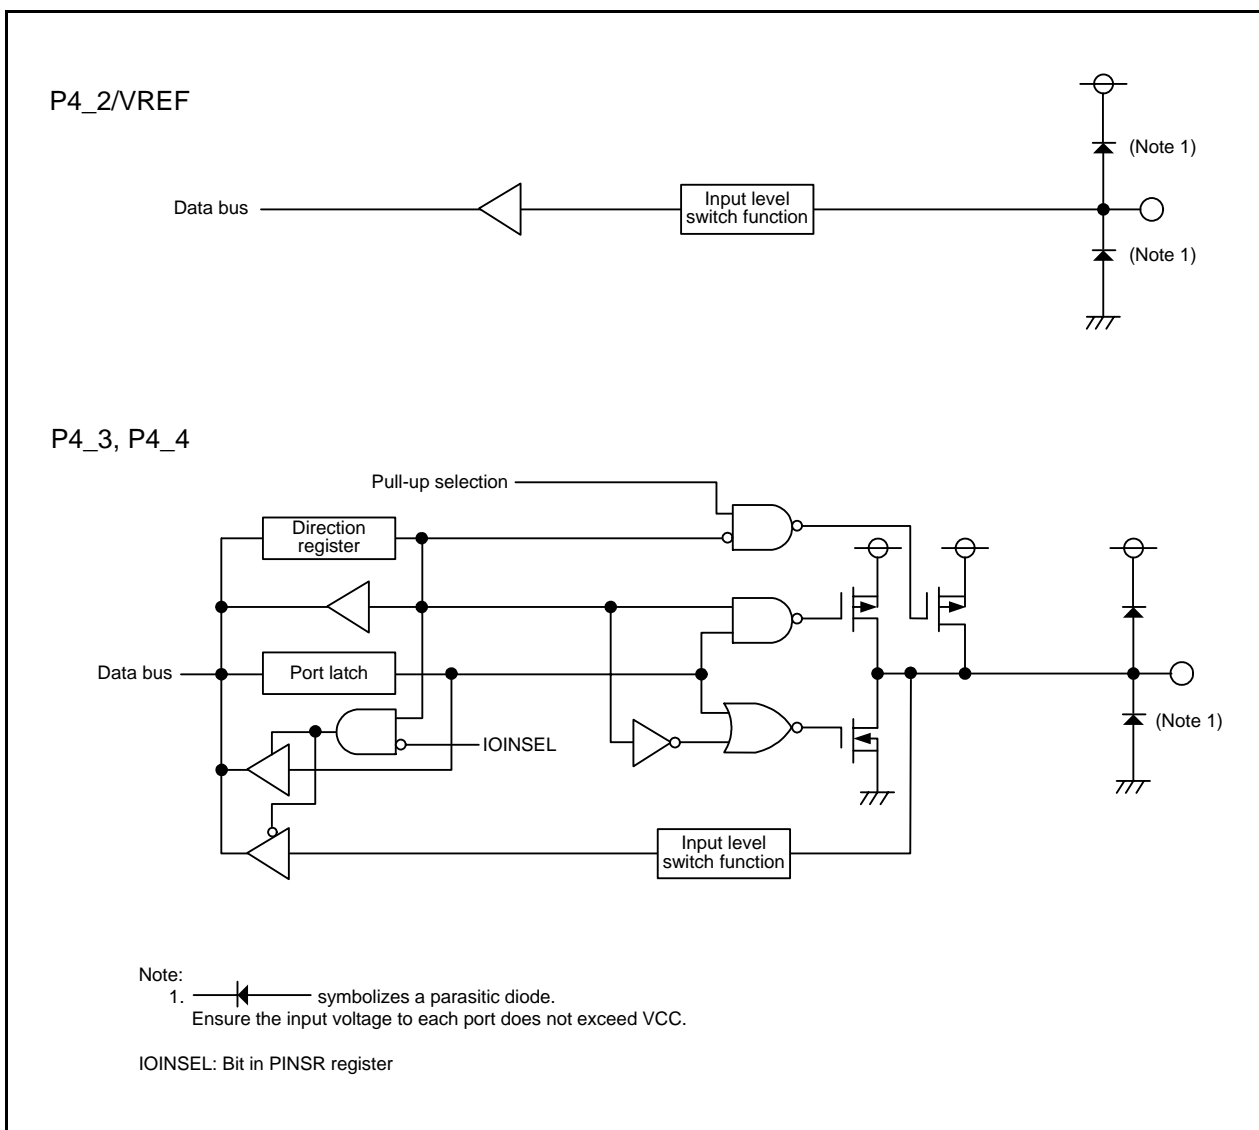 P4_2/VREF
(Note 1)
Data bus
Input level
switch function
(Note 1)
P4_3, P4_4
Pull-up selection
Direction
register
Data bus
Port latch
IOINSEL
(Note 1)
Input level
switch function
Note:
1. symbolizes a parasitic diode.
Ensure the input voltage to each port does not exceed VCC.
IOINSEL: Bit in PINSR register